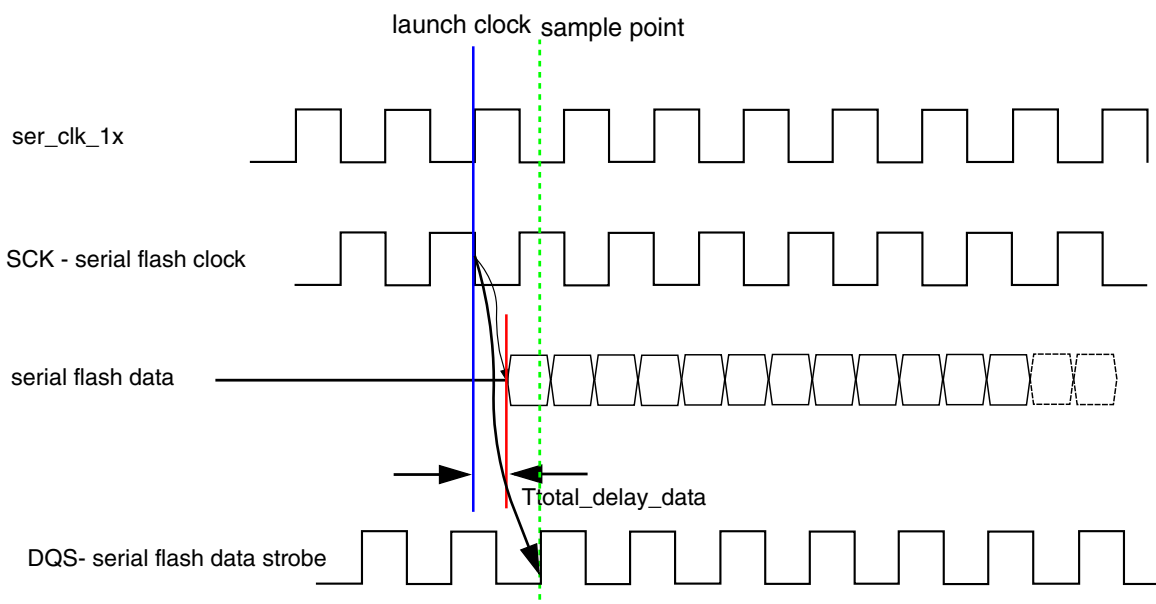 launch clock sample point
ser_clk_1x
SCK - serial flash clock
serial flash data
Ttotal_delay_data
DQS- serial flash data strobe